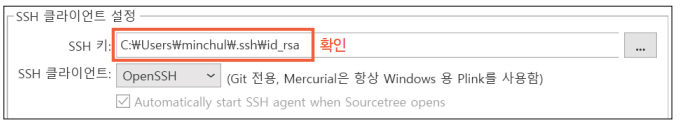 SSH 클라이언트 설정
SSH 키: C:₩Users₩minchul₩.ssh₩id_rsa 확인 ...
SSH 클라이언트: OpenSSH (Git 전용, Mercurial은 항상 Windows 용 Plink를 사용함)
Automatically start SSH agent when Sourcetree opens